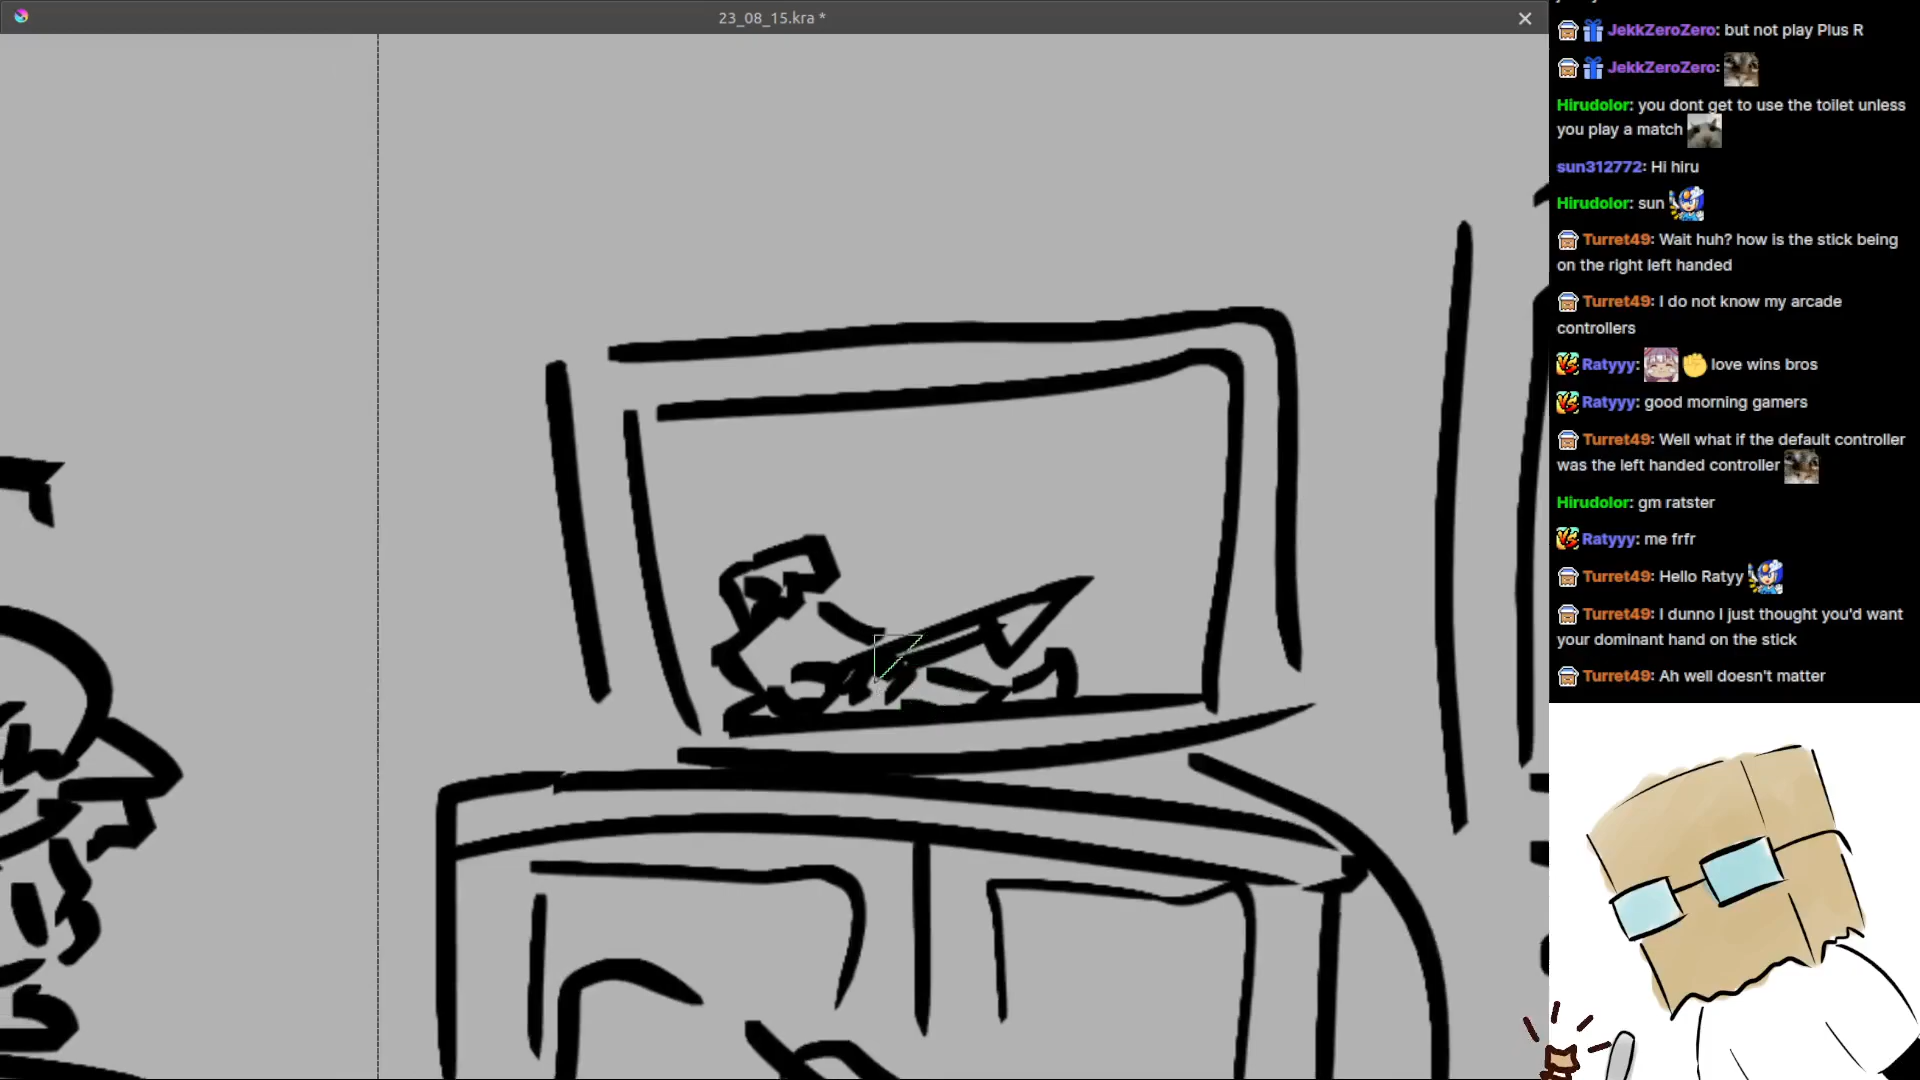 23_08_15.kra *
JekkZeroZero: but not play Plus R
JekkZeroZero:
Hirudolor: you dont get to use the toilet unless
you play a match
sun312772: Hi hiru
Hirudolor: sun
Turret49: Wait huh? how is the stick being
on the right left handed
Turret49: I do not know my arcade
controllers
Ratyyy: love wins bros
Ratyyy: good morning gamers
Turret49: Well what if the default controller
was the left handed controller
Hirudolor: gm ratster
Ratyyy: me frfr
Turret49: Hello Ratyy
Turret49: I dunno I just thought you'd want
your dominant hand on the stick
Turret49: Ah well doesn't matter